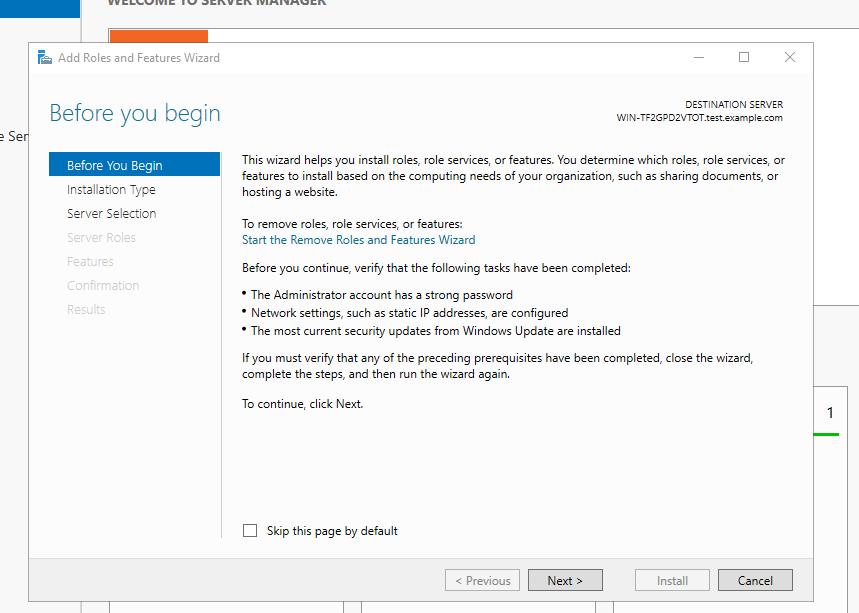 WELCOME TO SERVER MANAGER
Add Roles and Features Wizard
Before you begin
DESTINATION SERVER
WIN-TF2GPD2VTOT.test.example.com
e Ser
Before You Begin
Installation Type
Server Selection
Server Roles
Features
Confirmation
Results
This wizard helps you install roles, role services, or features. You determine which roles, role services, or
features to install based on the computing needs of your organization, such as sharing documents, or
hosting a website.
To remove roles, role services, or features:
Start the Remove Roles and Features Wizard
Before you continue, verify that the following tasks have been completed:
• The Administrator account has a strong password
• Network settings, such as static IP addresses, are configured
• The most current security updates from Windows Update are installed
If you must verify that any of the preceding prerequisites have been completed, close the wizard,
complete the steps, and then run the wizard again.
To continue, click Next.
1
Skip this page by default
< Previous
Next >
Install
Cancel